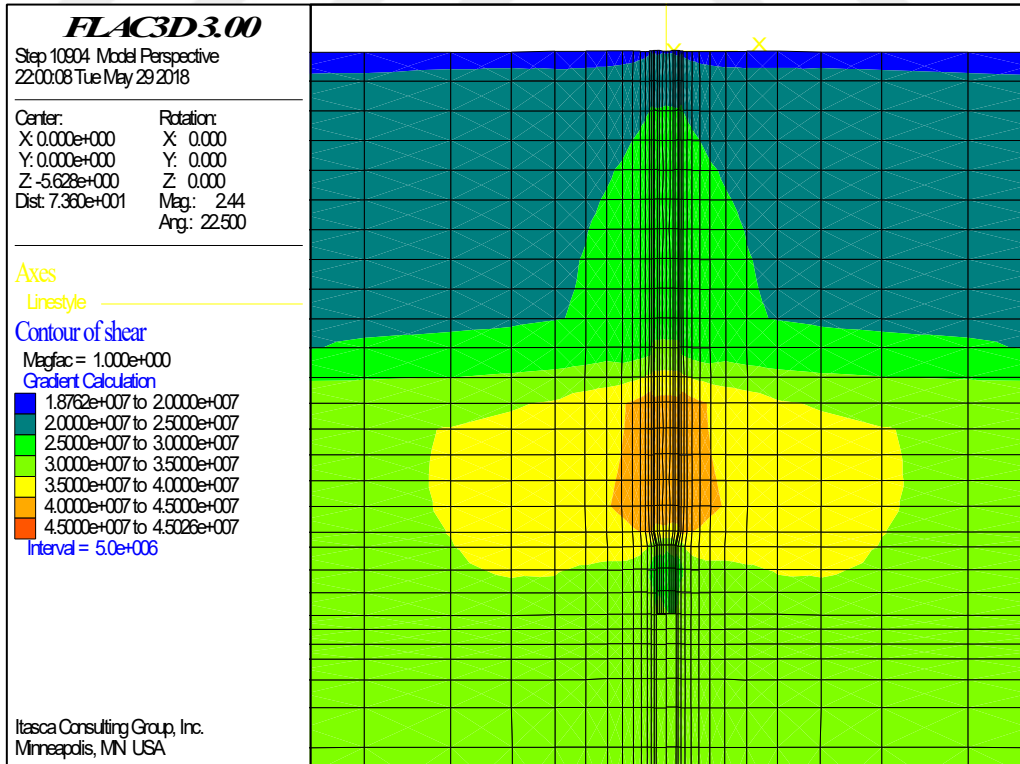 FLAC3D 3.00
Step 10904 Model Perspective
22:00:08 Tue May 29 2018
Center: Rotation:
X: 0.000e+000 X: 0.000
Y: 0.000e+000 Y: 0.000
Z: -5.628e+000 Z: 0.000
Dist: 7.360e+001 Mag.: 2.44
Ang.: 22.500
Axes
Linestyle
Contour of shear
Magfac = 1.000e+000
Gradient Calculation
1.8762e+007 to 2.0000e+007
2.0000e+007 to 2.5000e+007
2.5000e+007 to 3.0000e+007
3.0000e+007 to 3.5000e+007
3.5000e+007 to 4.0000e+007
4.0000e+007 to 4.5000e+007
4.5000e+007 to 4.5026e+007
Interval = 5.0e+006
Itasca Consulting Group, Inc.
Minneapolis, MN USA
X X